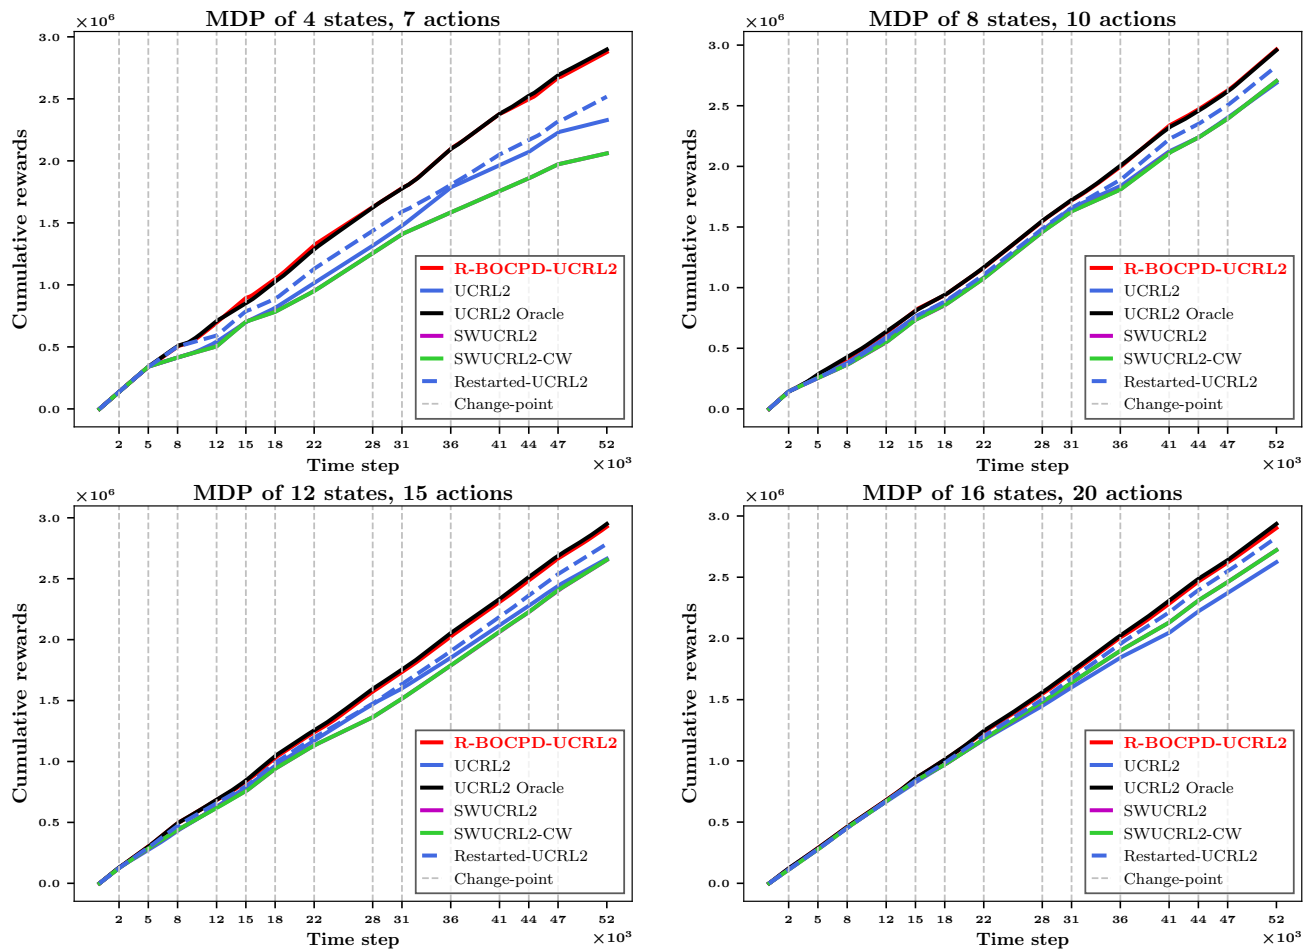 MDP of 4 states, 7 actions
×10⁶
3.0
2.5
2.0
1.5
1.0
0.5
0.0
Cumulative rewards
R-BOCPD-UCRL2
UCRL2
UCRL2 Oracle
SWUCRL2
SWUCRL2-CW
Restarted-UCRL2
Change-point
2 5 8 12 15 18 22 28 31 36 41 44 47 52
Time step
×10³
MDP of 8 states, 10 actions
×10⁶
3.0
2.5
2.0
1.5
1.0
0.5
0.0
Cumulative rewards
R-BOCPD-UCRL2
UCRL2
UCRL2 Oracle
SWUCRL2
SWUCRL2-CW
Restarted-UCRL2
Change-point
2 5 8 12 15 18 22 28 31 36 41 44 47 52
Time step
×10³
MDP of 12 states, 15 actions
×10⁶
3.0
2.5
2.0
1.5
1.0
0.5
0.0
Cumulative rewards
R-BOCPD-UCRL2
UCRL2
UCRL2 Oracle
SWUCRL2
SWUCRL2-CW
Restarted-UCRL2
Change-point
2 5 8 12 15 18 22 28 31 36 41 44 47 52
Time step
×10³
MDP of 16 states, 20 actions
×10⁶
3.0
2.5
2.0
1.5
1.0
0.5
0.0
Cumulative rewards
R-BOCPD-UCRL2
UCRL2
UCRL2 Oracle
SWUCRL2
SWUCRL2-CW
Restarted-UCRL2
Change-point
2 5 8 12 15 18 22 28 31 36 41 44 47 52
Time step
×10³